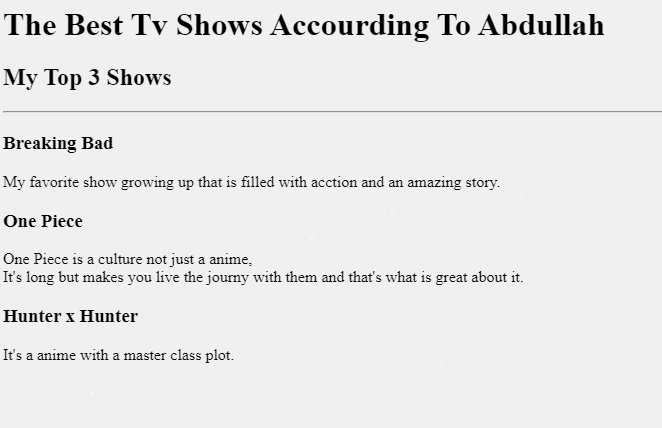 The Best Tv Shows Accourding To Abdullah
My Top 3 Shows
Breaking Bad
My favorite show growing up that is filled with acction and an amazing story.
One Piece
One Piece is a culture not just a anime,
It's long but makes you live the journy with them and that's what is great about it.
Hunter x Hunter
It's a anime with a master class plot.